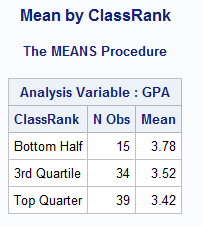 Mean by ClassRank
The MEANS Procedure
Analysis Variable : GPA
ClassRank N Obs Mean
Bottom Half 15 3.78
3rd Quartile 34 3.52
Top Quarter 39 3.42